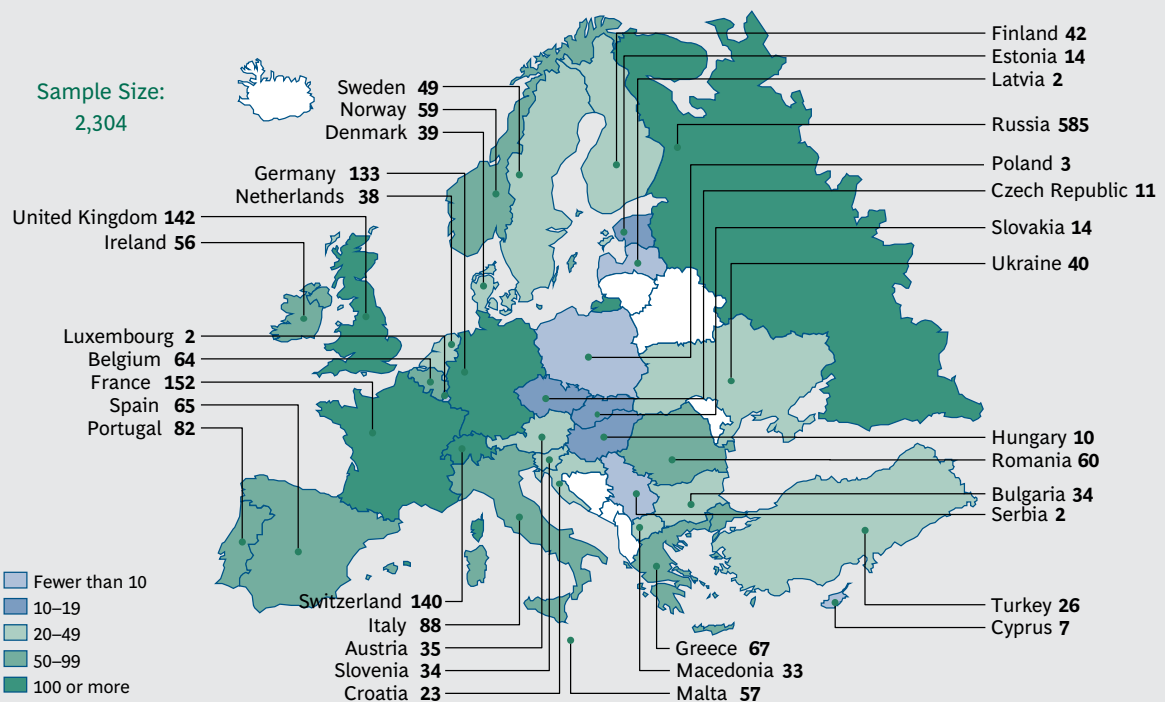 Sample Size:
2,304
Sweden 49
Norway 59
Denmark 39
Germany 133
Netherlands 38
United Kingdom 142
Ireland 56
Luxembourg 2
Belgium 64
France 152
Spain 65
Portugal 82
Finland 42
Estonia 14
Latvia 2
Russia 585
Poland 3
Czech Republic 11
Slovakia 14
Ukraine 40
Hungary 10
Romania 60
Bulgaria 34
Serbia 2
Turkey 26
Cyprus 7
Switzerland 140
Italy 88
Austria 35
Slovenia 34
Croatia 23
Greece 67
Macedonia 33
Malta 57
Fewer than 10
10–19
20–49
50–99
100 or more